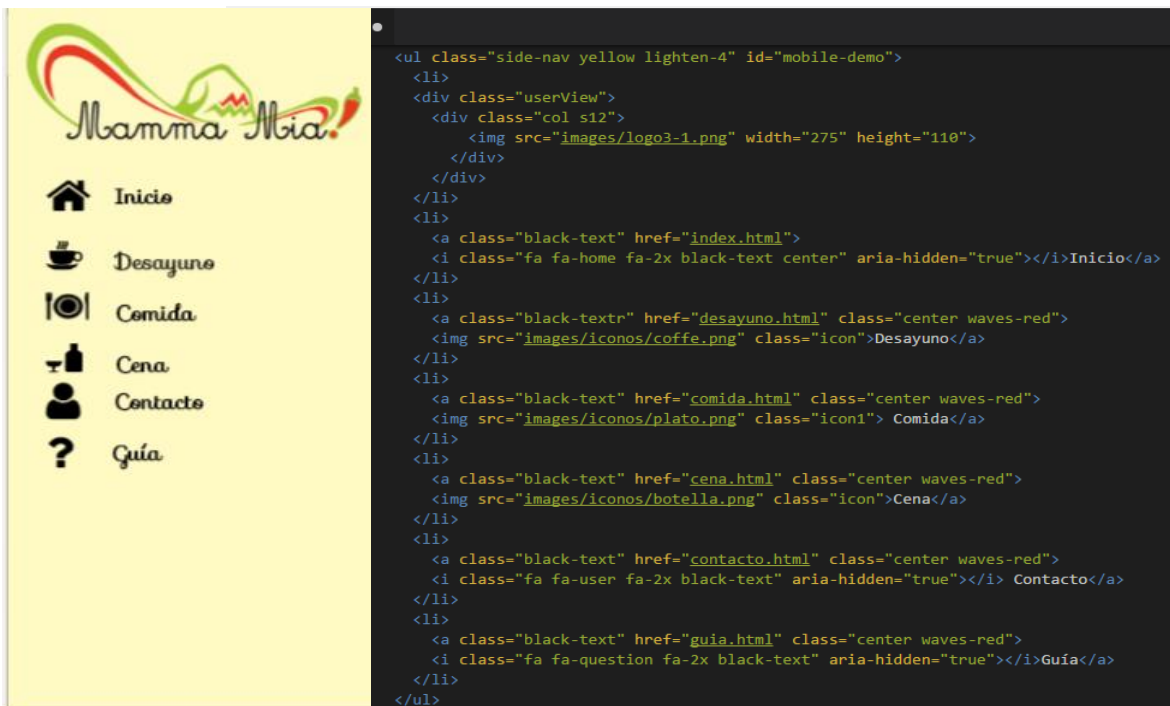 Mamma Mia
Inicio
Desayuno
Comida
Cena
Contacto
Guía
<ul class="side-nav yellow lighten-4" id="mobile-demo">
<li>
<div class="userView">
<div class="col s12">
<img src="images/logo3-1.png" width="275" height="110">
</div>
</div>
</li>
<li>
<a class="black-text" href="index.html">
<i class="fa fa-home fa-2x black-text center" aria-hidden="true"></i>Inicio</a>
</li>
<li>
<a class="black-textr" href="desayuno.html" class="center waves-red">
<img src="images/iconos/coffe.png" class="icon">Desayuno</a>
</li>
<li>
<a class="black-text" href="comida.html" class="center waves-red">
<img src="images/iconos/plato.png" class="icon1"> Comida</a>
</li>
<li>
<a class="black-text" href="cena.html" class="center waves-red">
<img src="images/iconos/botella.png" class="icon">Cena</a>
</li>
<li>
<a class="black-text" href="contacto.html" class="center waves-red">
<i class="fa fa-user fa-2x black-text" aria-hidden="true"></i> Contacto</a>
</li>
<li>
<a class="black-text" href="guia.html" class="center waves-red">
<i class="fa fa-question fa-2x black-text" aria-hidden="true"></i>Guía</a>
</li>
</ul>